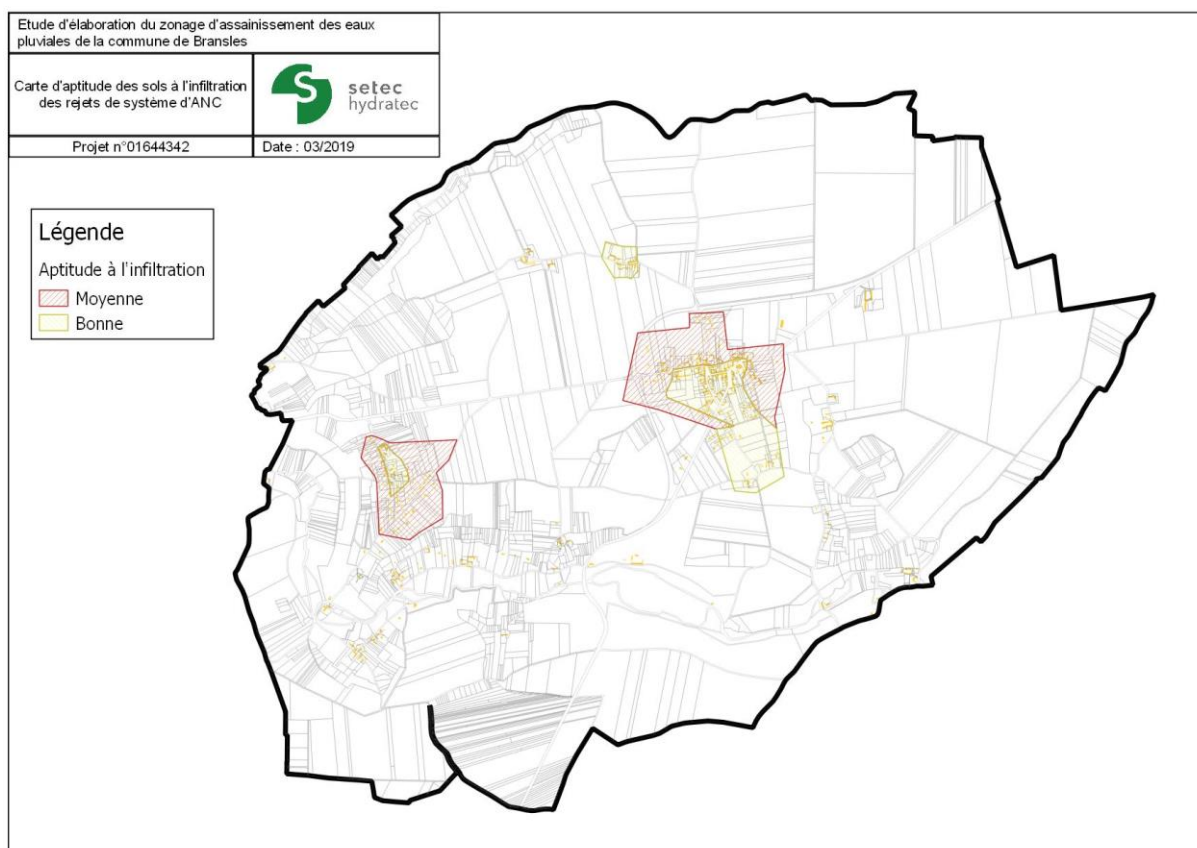 Etude d'élaboration du zonage d'assainissement des eaux
pluviales de la commune de Bransles
Carte d'aptitude des sols à l'infiltration
des rejets de système d'ANC
S
setec
hydratec
Projet n°01644342
Date : 03/2019
Légende
Aptitude à l'infiltration
Moyenne
Bonne